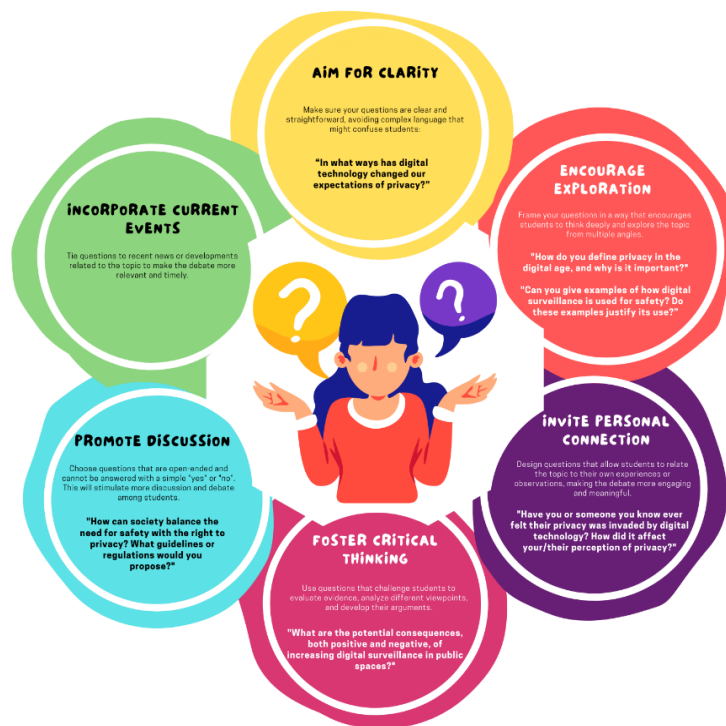 AIM FOR CLARITY
Make sure your questions are clear and
straightforward, avoiding complex language that
might confuse students:
"In what ways has digital
technology changed our
expectations of privacy?"
ENCOURAGE
EXPLORATION
Frame your questions in a way that encourages
students to think deeply and explore the topic
from multiple angles.
"How do you define privacy in the
digital age, and why is it important?"
"Can you give examples of how digital
surveillance is used for safety? Do
these examples justify its use?"
INVITE PERSONAL
CONNECTION
Design questions that allow students to relate
the topic to their own experiences or
observations, making the debate more engaging
and meaningful.
"Have you or someone you know ever
felt their privacy was invaded by digital
technology? How did it affect
your/their perception of privacy?"
FOSTER CRITICAL
THINKING
Use questions that challenge students to
evaluate evidence, analyze different viewpoints,
and develop their arguments.
"What are the potential consequences,
both positive and negative, of
increasing digital surveillance in public
spaces?"
PROMOTE DISCUSSION
Choose questions that are open-ended and
cannot be answered with a simple "yes" or "no".
This will stimulate more discussion and debate
among students.
"How can society balance the
need for safety with the right to
privacy? What guidelines or
regulations would you
propose?"
INCORPORATE CURRENT
EVENTS
Tie questions to recent news or developments
related to the topic to make the debate more
relevant and timely.
?
?